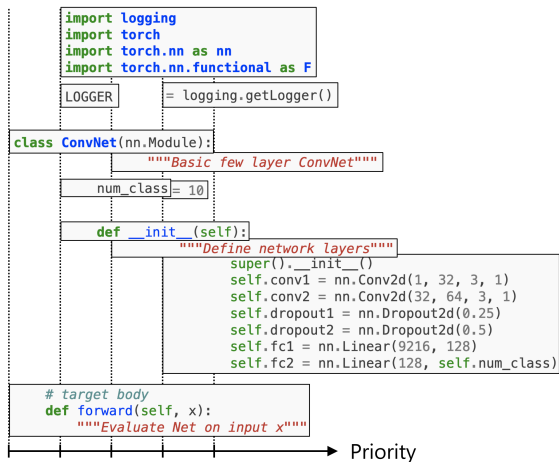 import logging
import torch
import torch.nn as nn
import torch.nn.functional as F
LOGGER = logging.getLogger()
class ConvNet(nn.Module):
"""Basic few layer ConvNet"""
num_class = 10
def __init__(self):
"""Define network layers"""
super().__init__()
self.conv1 = nn.Conv2d(1, 32, 3, 1)
self.conv2 = nn.Conv2d(32, 64, 3, 1)
self.dropout1 = nn.Dropout2d(0.25)
self.dropout2 = nn.Dropout2d(0.5)
self.fc1 = nn.Linear(9216, 128)
self.fc2 = nn.Linear(128, self.num_class)
# target body
def forward(self, x):
"""Evaluate Net on input x"""
Priority